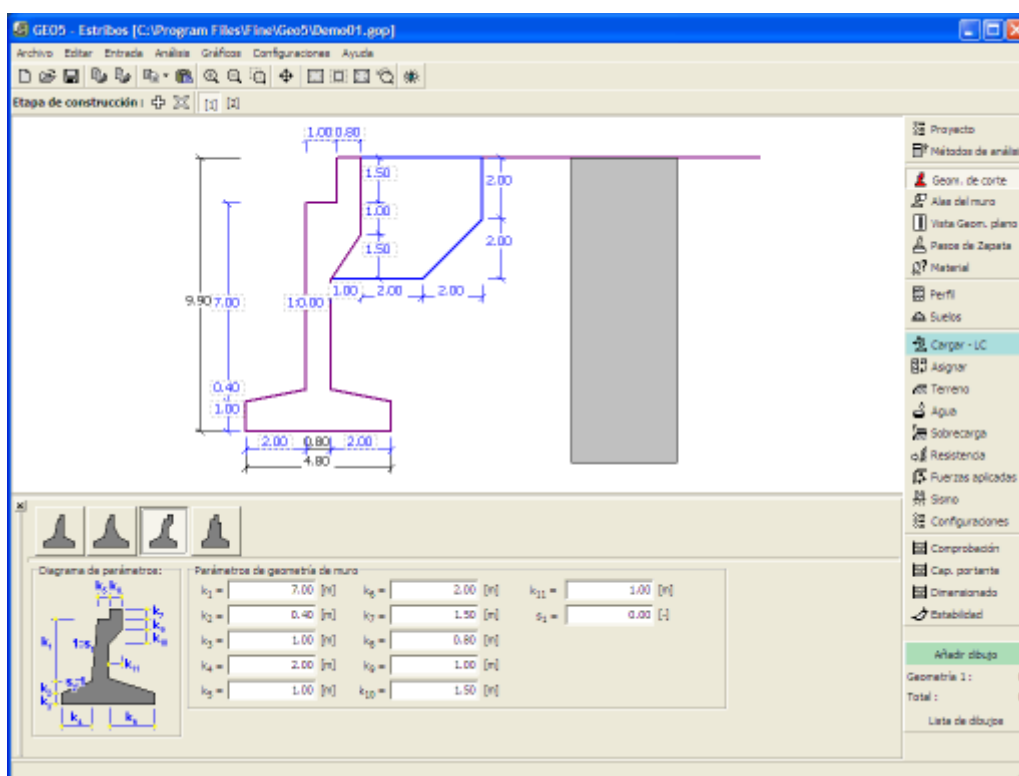 GEO5 - Estribos [C:\Program Files\Fine\Geo5\Demo01.gop]
Archivo Editar Entrada Análisis Gráficos Configuraciones Ayuda
Etapa de construcción : [1] [2]
1.00 0.80
1.50
2.00
1.00
2.00
1.50
1.00 2.00 2.00
9.90 7.00 1:0.00
0.40
1.00
2.00 0.80 2.00
4.80
Proyecto
Métodos de anális
Geom. de corte
Alas del muro
Vista Geom. plano
Pasos de Zapata
Material
Perfil
Suelos
Cargar - LC
Asignar
Terreno
Agua
Sobrecarga
Resistencia
Fuerzas aplicadas
Sismo
Configuraciones
Comprobación
Cap. portante
Dimensionado
Estabilidad
Añadir dibujo
Geometría 1 :
Total :
Lista de dibujos
Diagrama de parámetros:
Parámetros de geometría de muro
k1 = 7.00 [m] k6 = 2.00 [m] k11 = 1.00 [m]
k2 = 0.40 [m] k7 = 1.50 [m] s1 = 0.00 [-]
k3 = 1.00 [m] k8 = 0.80 [m]
k4 = 2.00 [m] k9 = 1.00 [m]
k5 = 1.00 [m] k10 = 1.50 [m]